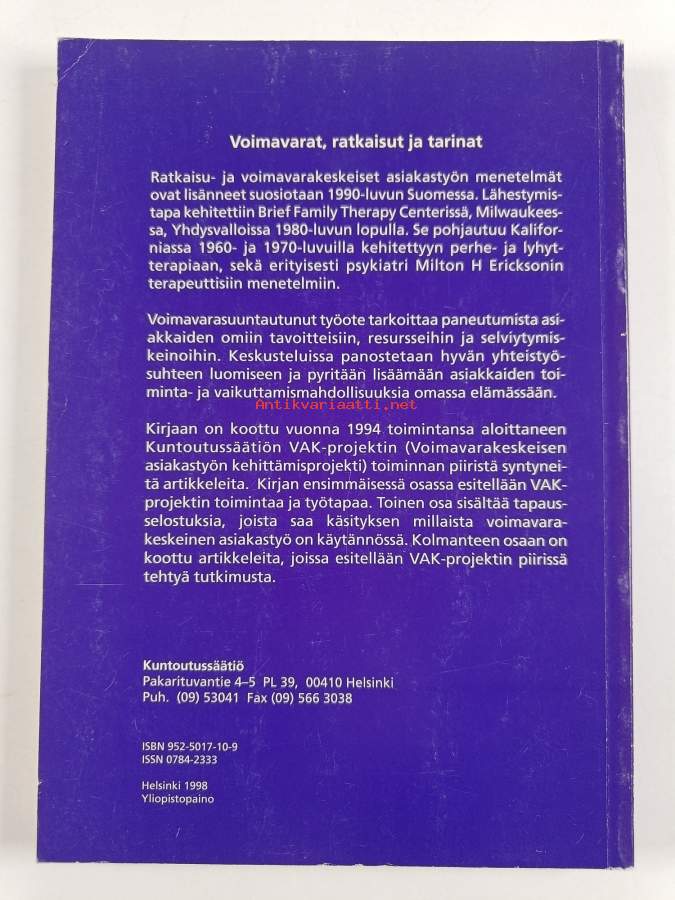 Voimavarat, ratkaisut ja tarinat
Ratkaisu- ja voimavarakeskeiset asiakastyön menetelmät
ovat lisänneet suosiotaan 1990-luvun Suomessa. Lähestymis-
tapa kehitettiin Brief Family Therapy Centerissä, Milwaukees-
sa, Yhdysvalloissa 1980-luvun lopulla. Se pohjautuu Kalifor-
niassa 1960- ja 1970-luvuilla kehitettyyn perhe- ja lyhyt-
terapiaan, sekä erityisesti psykiatri Milton H Ericksonin
terapeuttisiin menetelmiin.
Voimavarasuuntautunut työote tarkoittaa paneutumista asi-
akkaiden omiin tavoitteisiin, resursseihin ja selviytymis-
keinoihin. Keskusteluissa panostetaan hyvän yhteistyö-
suhteen luomiseen ja pyritään lisäämään asiakkaiden toi-
minta- ja vaikuttamismahdollisuuksia omassa elämässään.
Antikvariaatti.net
Kirjaan on koottu vuonna 1994 toimintansa aloittaneen
Kuntoutussäätiön VAK-projektin (Voimavarakeskeisen
asiakastyön kehittämisprojekti) toiminnan piiristä syntynei-
tä artikkeleita. Kirjan ensimmäisessä osassa esitellään VAK-
projektin toimintaa ja työtapaa. Toinen osa sisältää tapaus-
selostuksia, joista saa käsityksen millaista voimavara-
keskeinen asiakastyö on käytännössä. Kolmanteen osaan on
koottu artikkeleita, joissa esitellään VAK-projektin piirissä
tehtyä tutkimusta.
Kuntoutussäätiö
Pakarituvantie 4–5 PL 39, 00410 Helsinki
Puh. (09) 53041 Fax (09) 566 3038
ISBN 952-5017-10-9
ISSN 0784-2333
Helsinki 1998
Yliopistopaino